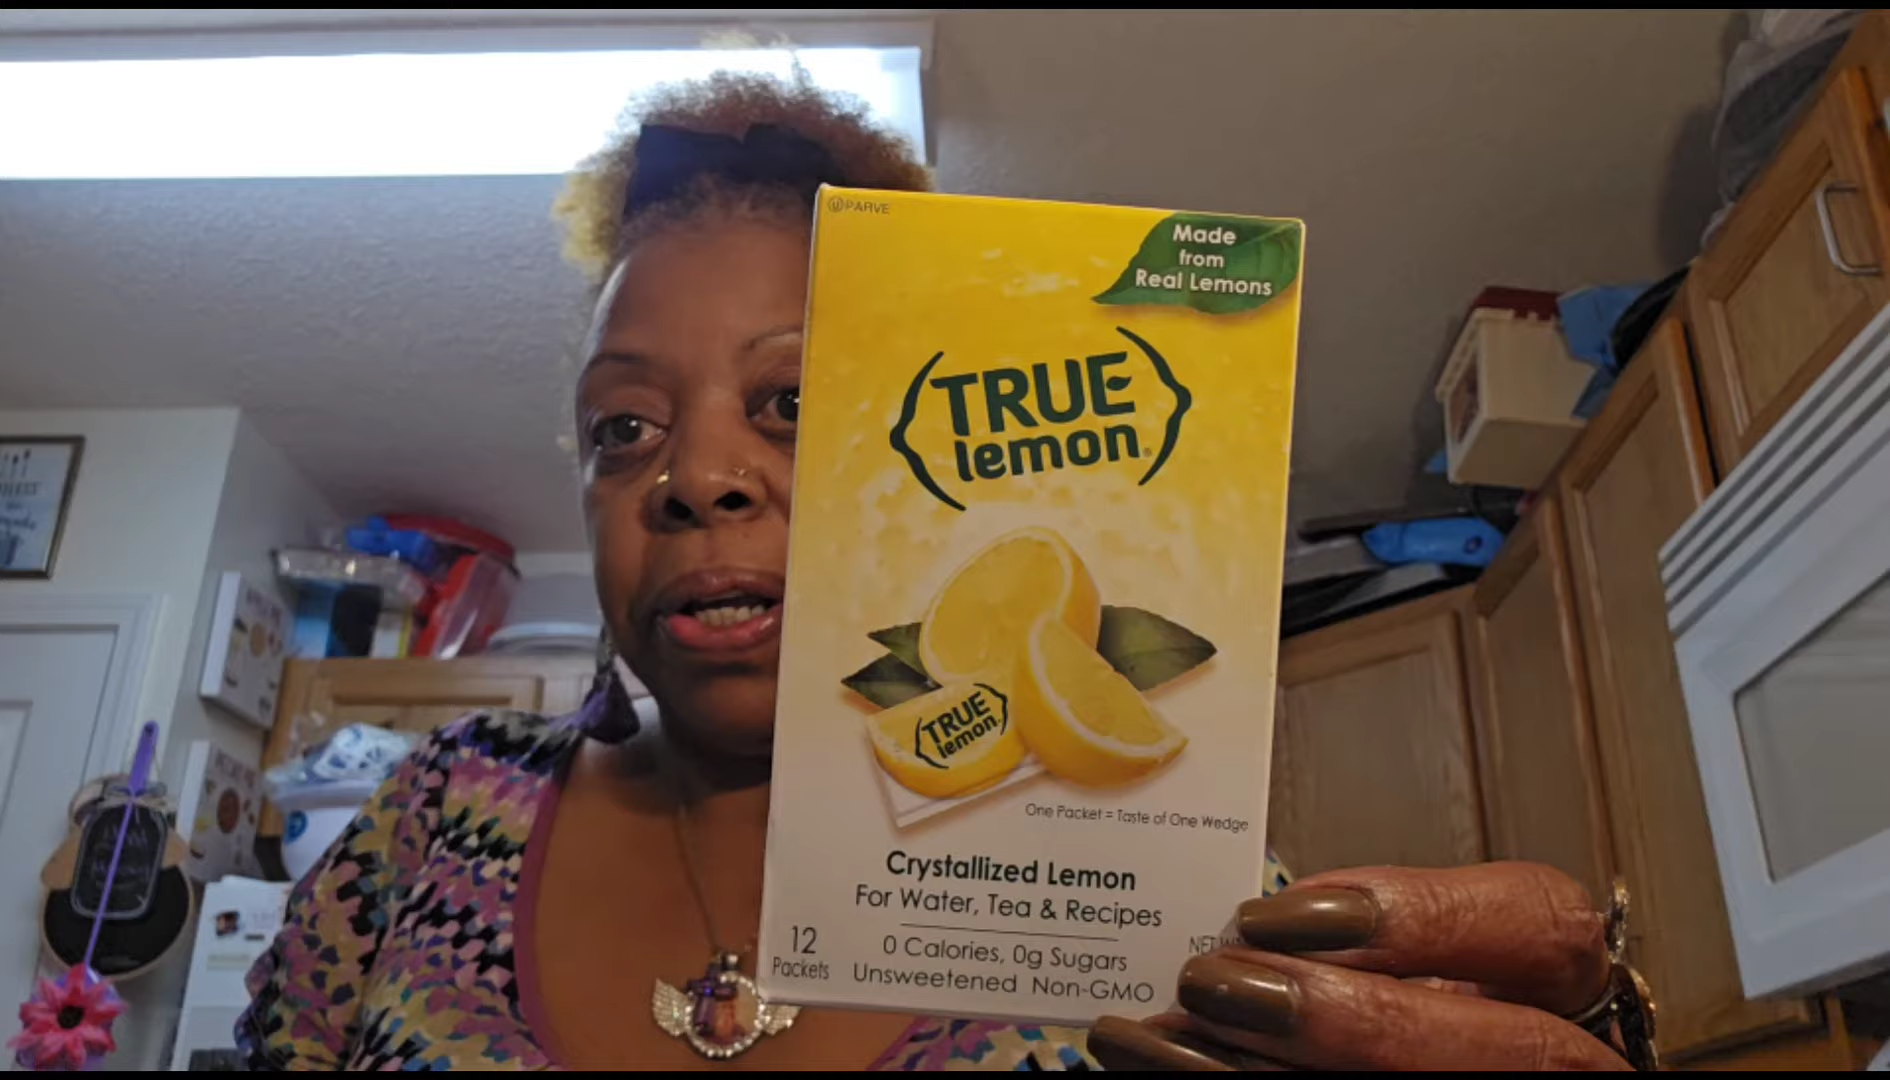 Ⓤ PARVE
Made
from
Real Lemons
TRUE
lemon®
TRUE
lemon
One Packet = Taste of One Wedge
Crystallized Lemon
For Water, Tea & Recipes
12
Packets
0 Calories, 0g Sugars
Unsweetened Non-GMO
NET